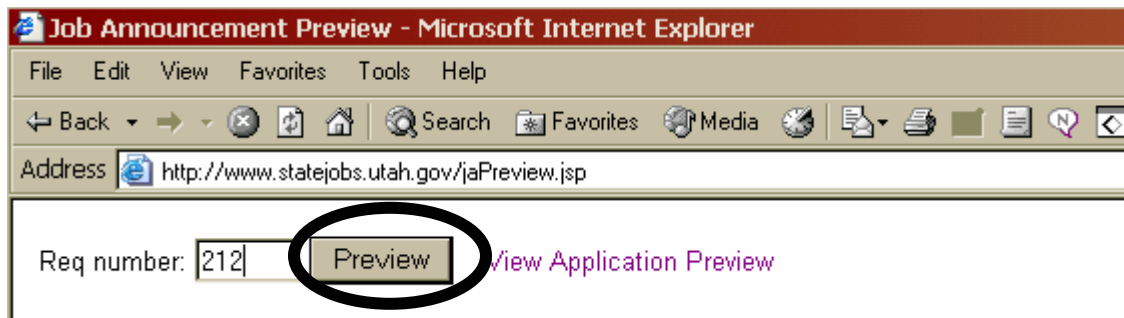 Job Announcement Preview - Microsoft Internet Explorer
File Edit View Favorites Tools Help
Back Search Favorites Media
Address http://www.statejobs.utah.gov/jaPreview.jsp
Req number: 212 Preview View Application Preview